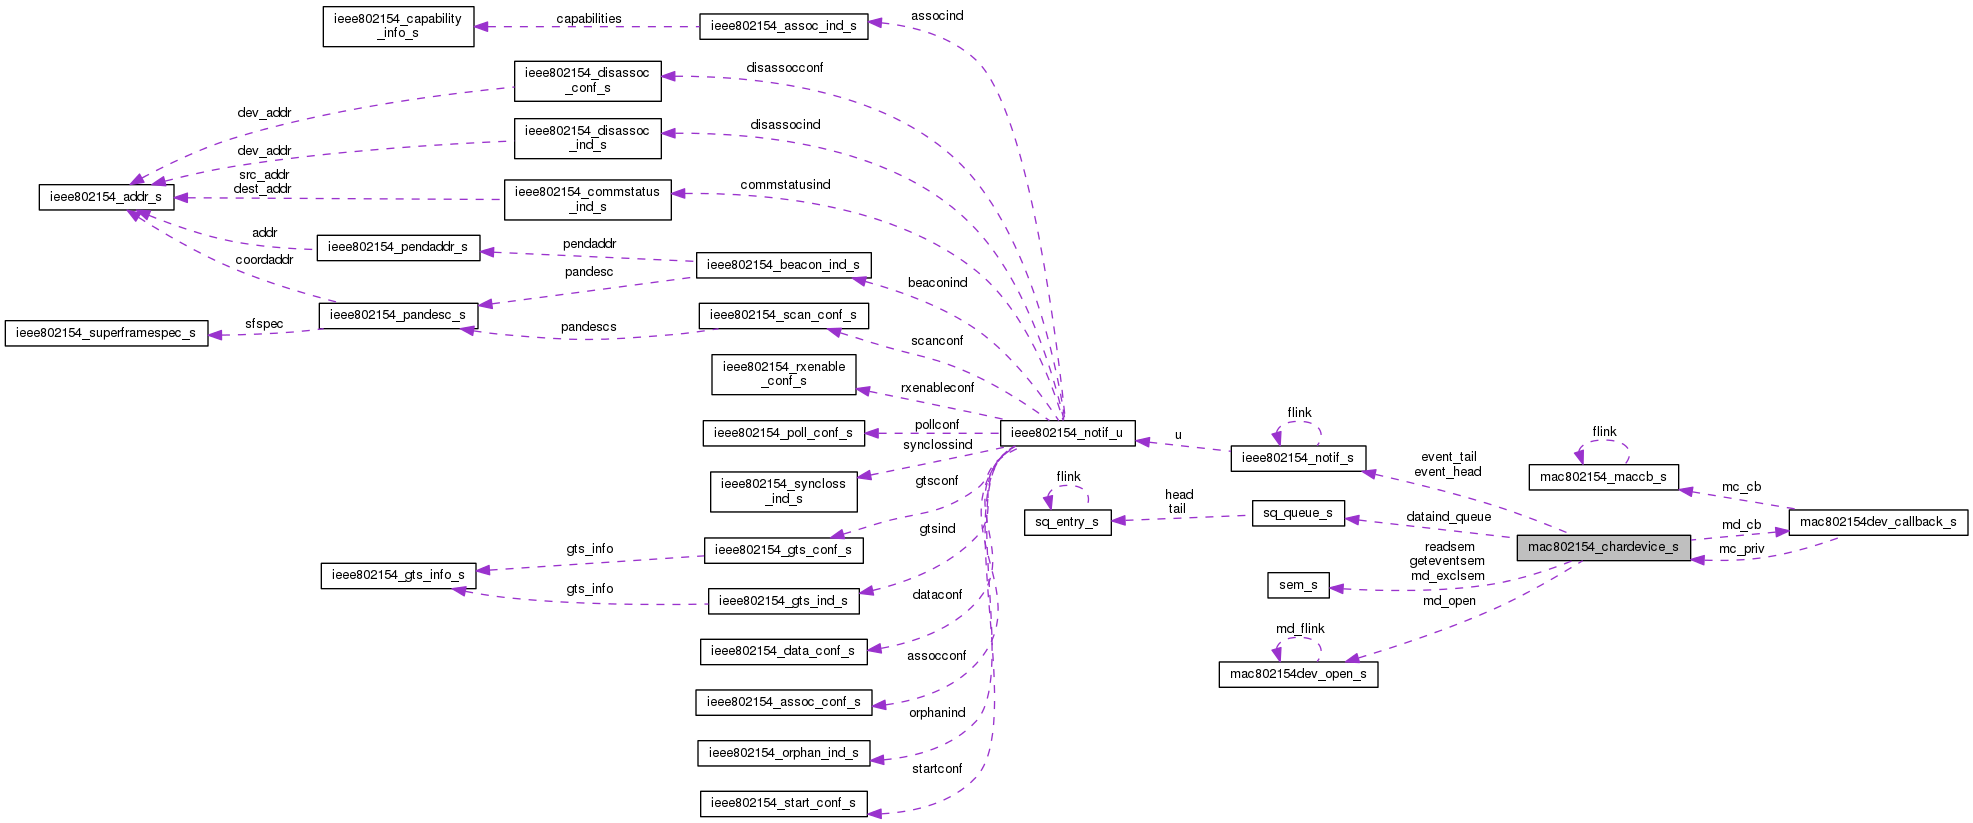 ieee802154_capability
_info_s
capabilities
ieee802154_assoc_ind_s
assocind
ieee802154_disassoc
_conf_s
disassocconf
dev_addr
ieee802154_disassoc
_ind_s
disassocind
dev_addr
src_addr
dest_addr
ieee802154_addr_s
ieee802154_commstatus
_ind_s
commstatusind
addr
ieee802154_pendaddr_s
pendaddr
coordaddr
pandesc
ieee802154_beacon_ind_s
beaconind
ieee802154_pandesc_s
ieee802154_scan_conf_s
ieee802154_superframespec_s
sfspec
pandescs
scanconf
ieee802154_rxenable
_conf_s
rxenableconf
ieee802154_poll_conf_s
pollconf
ieee802154_notif_u
u
flink
ieee802154_notif_s
synclossind
ieee802154_syncloss
_ind_s
gtsconf
event_tail
event_head
flink
mac802154_maccb_s
mc_cb
flink
sq_entry_s
head
tail
sq_queue_s
dataind_queue
mac802154dev_callback_s
md_cb
mc_priv
mac802154_chardevice_s
gtsind
ieee802154_gts_conf_s
gts_info
ieee802154_gts_info_s
gts_info
ieee802154_gts_ind_s
sem_s
readsem
geteventsem
md_exclsem
md_open
dataconf
ieee802154_data_conf_s
md_flink
mac802154dev_open_s
assocconf
ieee802154_assoc_conf_s
orphanind
ieee802154_orphan_ind_s
startconf
ieee802154_start_conf_s